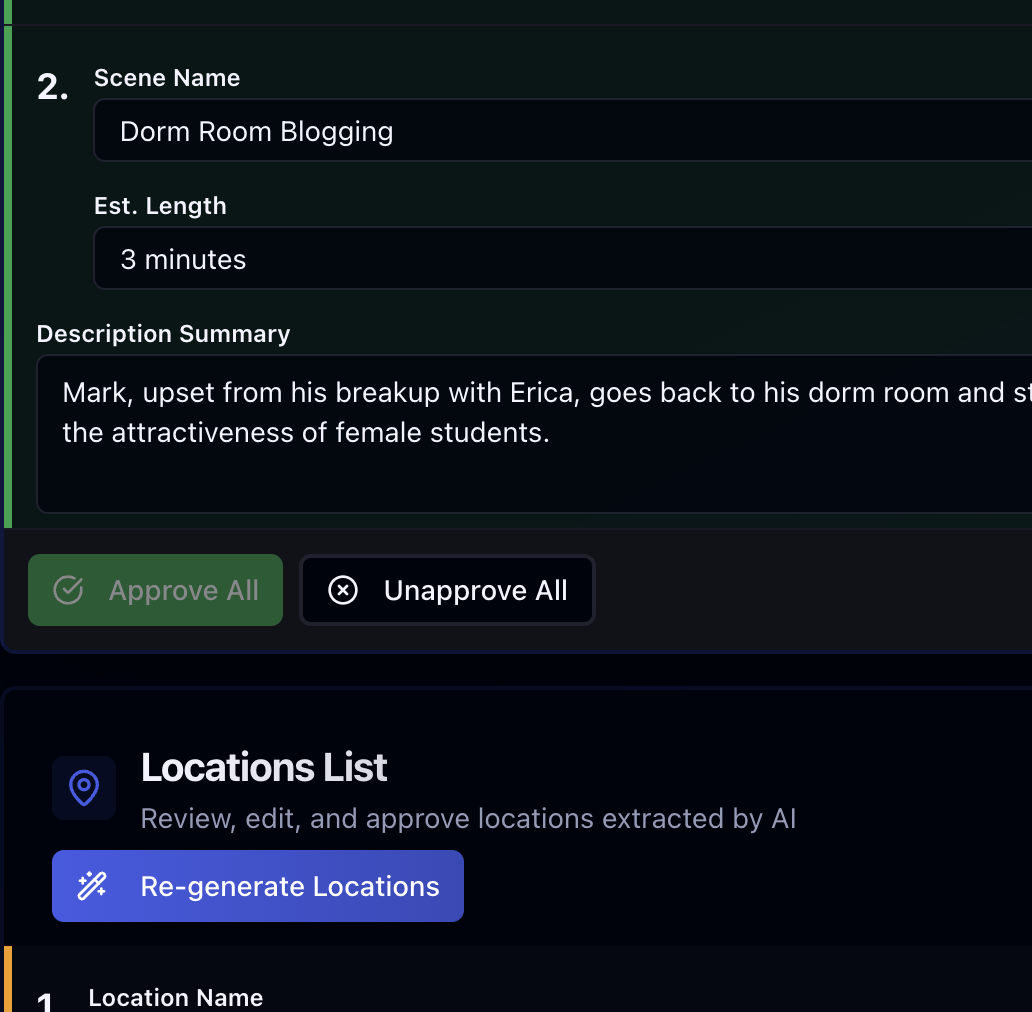 2.
Scene Name
Dorm Room Blogging
Est. Length
3 minutes
Description Summary
Mark, upset from his breakup with Erica, goes back to his dorm room and
the attractiveness of female students.
Approve All
Unapprove All
Locations List
Review, edit, and approve locations extracted by AI
Re-generate Locations
1
Location Name